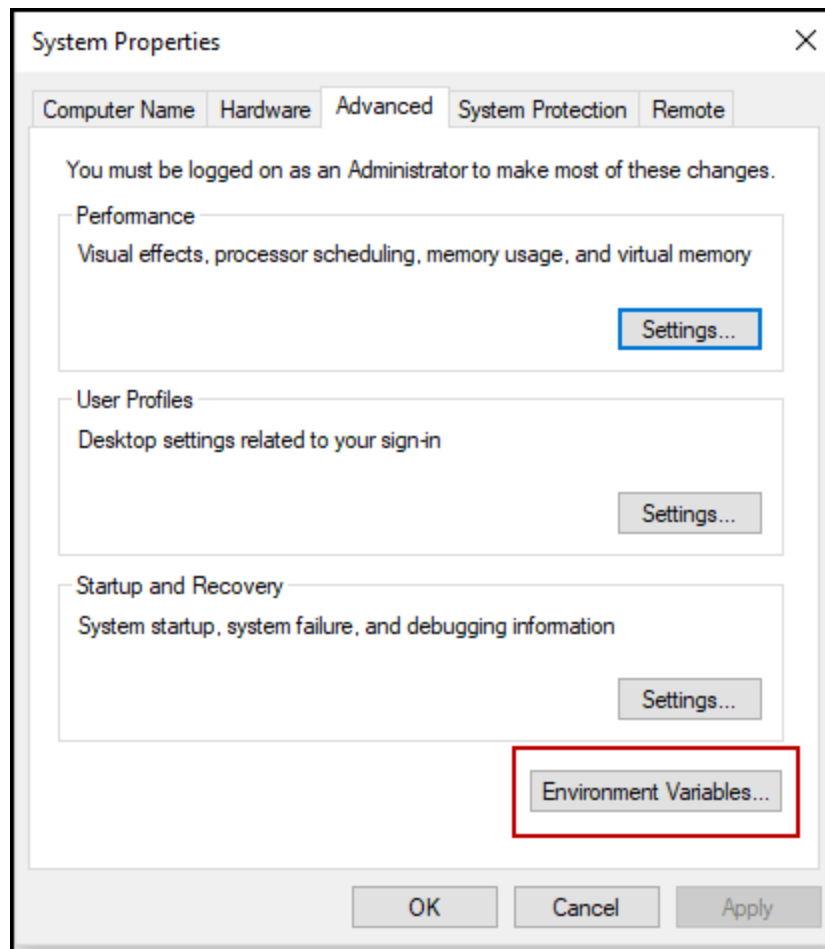 System Properties
Computer Name Hardware Advanced System Protection Remote
You must be logged on as an Administrator to make most of these changes.
Performance
Visual effects, processor scheduling, memory usage, and virtual memory
Settings...
User Profiles
Desktop settings related to your sign-in
Settings...
Startup and Recovery
System startup, system failure, and debugging information
Settings...
Environment Variables...
OK Cancel Apply